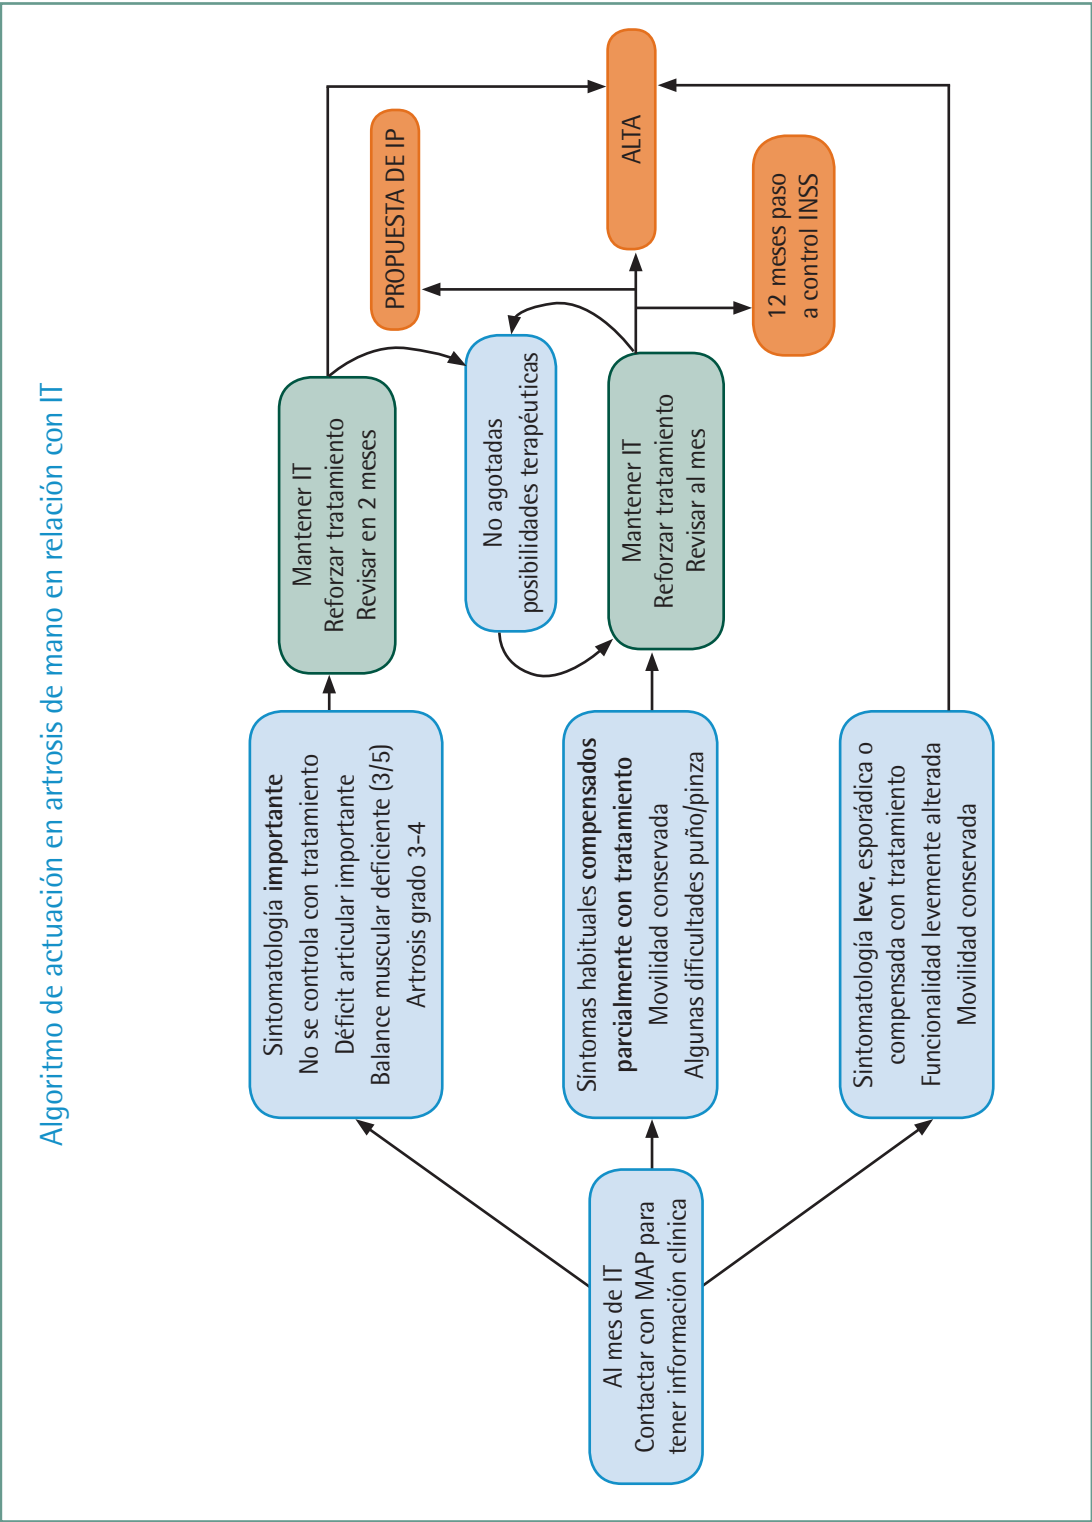 Algoritmo de actuación en artrosis de mano en relación con IT
Al mes de IT
Contactar con MAP para
tener información clínica
Sintomatología importante
No se controla con tratamiento
Déficit articular importante
Balance muscular deficiente (3/5)
Artrosis grado 3-4
Síntomas habituales compensados
parcialmente con tratamiento
Movilidad conservada
Algunas dificultades puño/pinza
Sintomatología leve, esporádica o
compensada con tratamiento
Funcionalidad levemente alterada
Movilidad conservada
Mantener IT
Reforzar tratamiento
Revisar en 2 meses
No agotadas
posibilidades terapéuticas
Mantener IT
Reforzar tratamiento
Revisar al mes
PROPUESTA DE IP
ALTA
12 meses paso
a control INSS